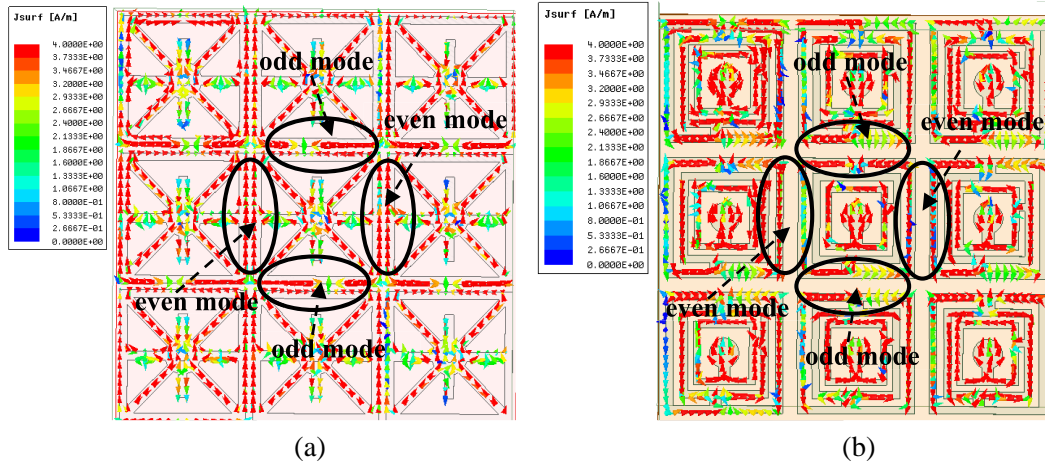 Jsurf [A/m]
4.0000E+00
3.7333E+00
3.4667E+00
3.2000E+00
2.9333E+00
2.6667E+00
2.4000E+00
2.1333E+00
1.8667E+00
1.6000E+00
1.3333E+00
1.0667E+00
8.0000E-01
5.3333E-01
2.6667E-01
0.0000E+00
odd mode
even mode
even mode
odd mode
(a)
Jsurf [A/m]
4.0000E+00
3.7333E+00
3.4667E+00
3.2000E+00
2.9333E+00
2.6667E+00
2.4000E+00
2.1333E+00
1.8667E+00
1.6000E+00
1.3333E+00
1.0667E+00
8.0000E-01
5.3333E-01
2.6667E-01
0.0000E+00
odd mode
even mode
even mode
odd mode
(b)